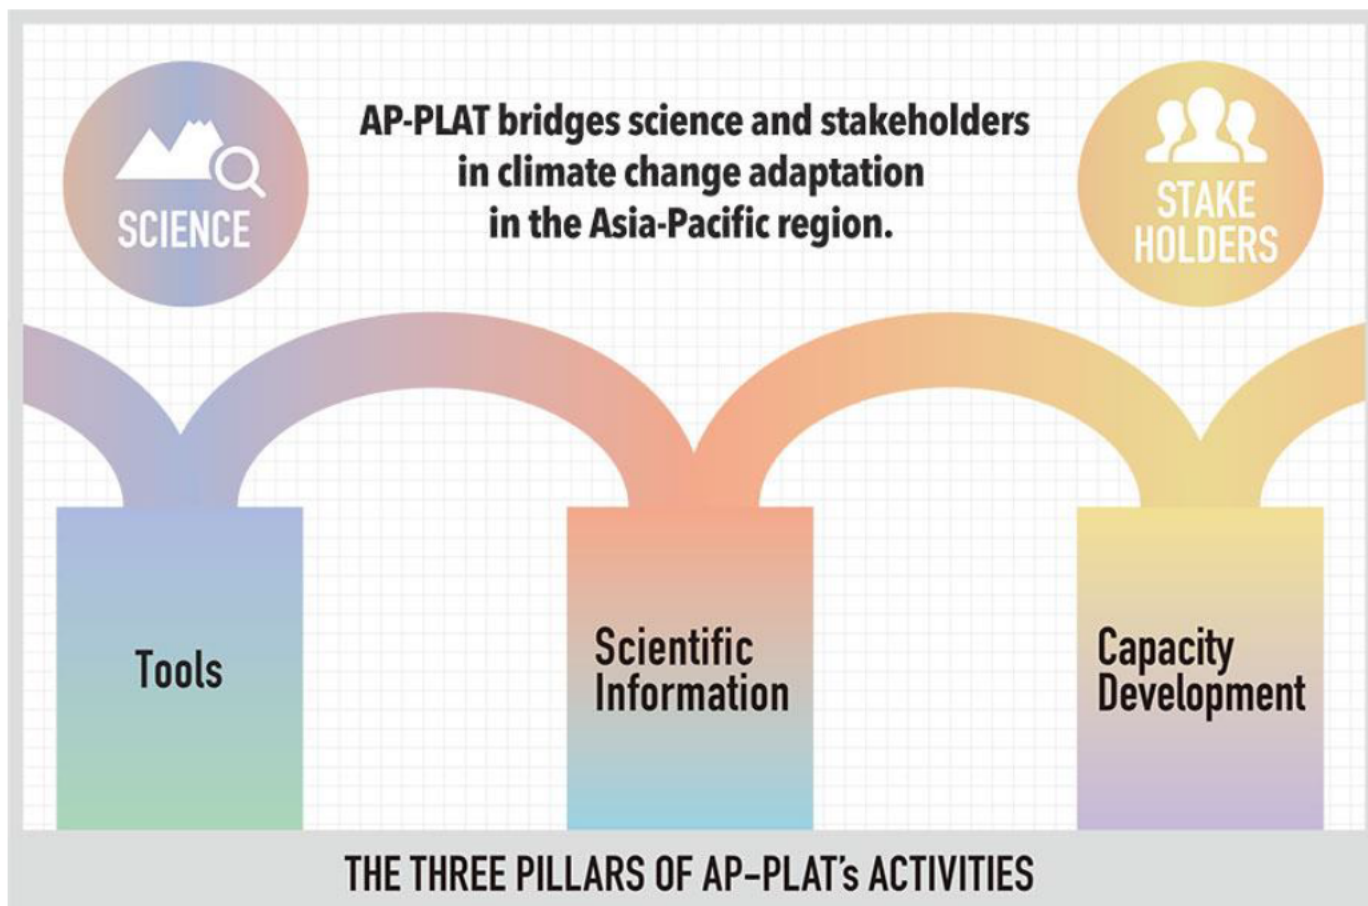 SCIENCE
AP-PLAT bridges science and stakeholders
in climate change adaptation
in the Asia-Pacific region.
STAKE
HOLDERS
Tools
Scientific
Information
Capacity
Development
THE THREE PILLARS OF AP-PLAT's ACTIVITIES